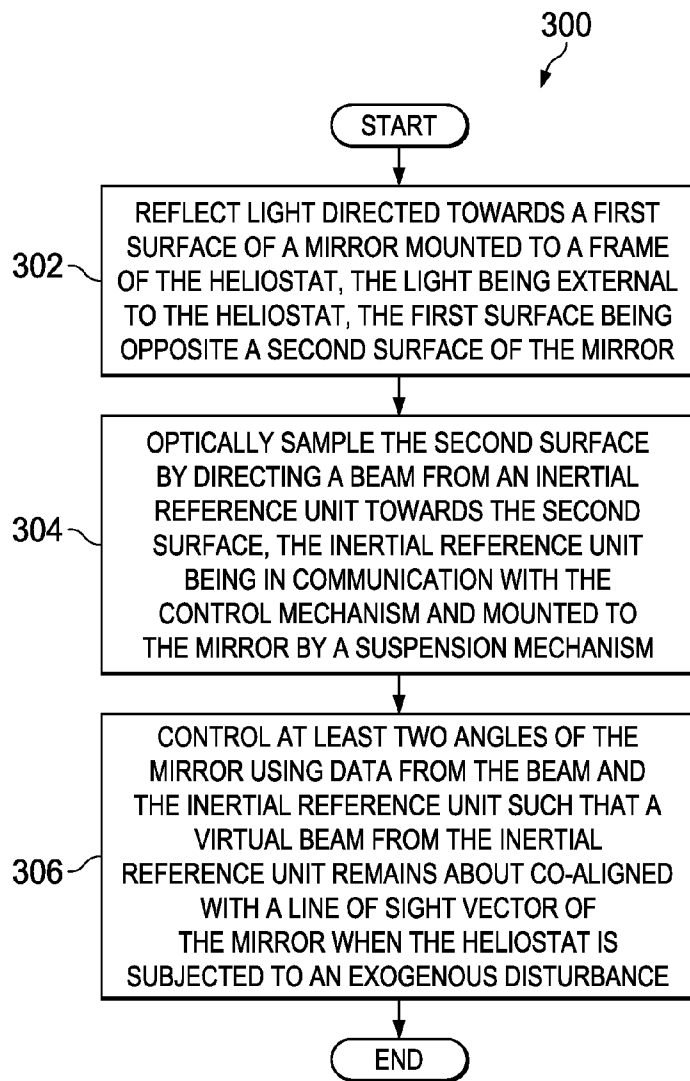 300
START
302
REFLECT LIGHT DIRECTED TOWARDS A FIRST
SURFACE OF A MIRROR MOUNTED TO A FRAME
OF THE HELIOSTAT, THE LIGHT BEING EXTERNAL
TO THE HELIOSTAT, THE FIRST SURFACE BEING
OPPOSITE A SECOND SURFACE OF THE MIRROR
304
OPTICALLY SAMPLE THE SECOND SURFACE
BY DIRECTING A BEAM FROM AN INERTIAL
REFERENCE UNIT TOWARDS THE SECOND
SURFACE, THE INERTIAL REFERENCE UNIT
BEING IN COMMUNICATION WITH THE
CONTROL MECHANISM AND MOUNTED TO
THE MIRROR BY A SUSPENSION MECHANISM
306
CONTROL AT LEAST TWO ANGLES OF THE
MIRROR USING DATA FROM THE BEAM AND
THE INERTIAL REFERENCE UNIT SUCH THAT A
VIRTUAL BEAM FROM THE INERTIAL
REFERENCE UNIT REMAINS ABOUT CO-ALIGNED
WITH A LINE OF SIGHT VECTOR OF
THE MIRROR WHEN THE HELIOSTAT IS
SUBJECTED TO AN EXOGENOUS DISTURBANCE
END